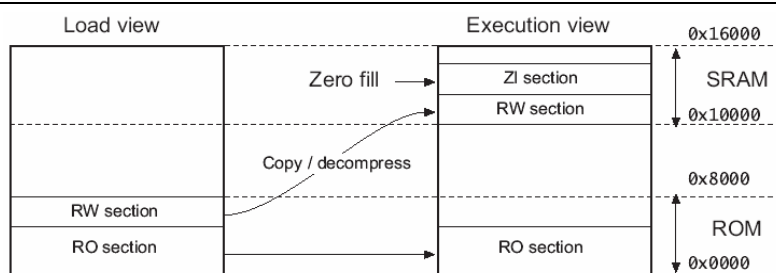 Load view
Execution view
0x16000
Zero fill
ZI section
SRAM
RW section
0x10000
Copy / decompress
0x8000
RW section
RO section
RO section
ROM
0x0000